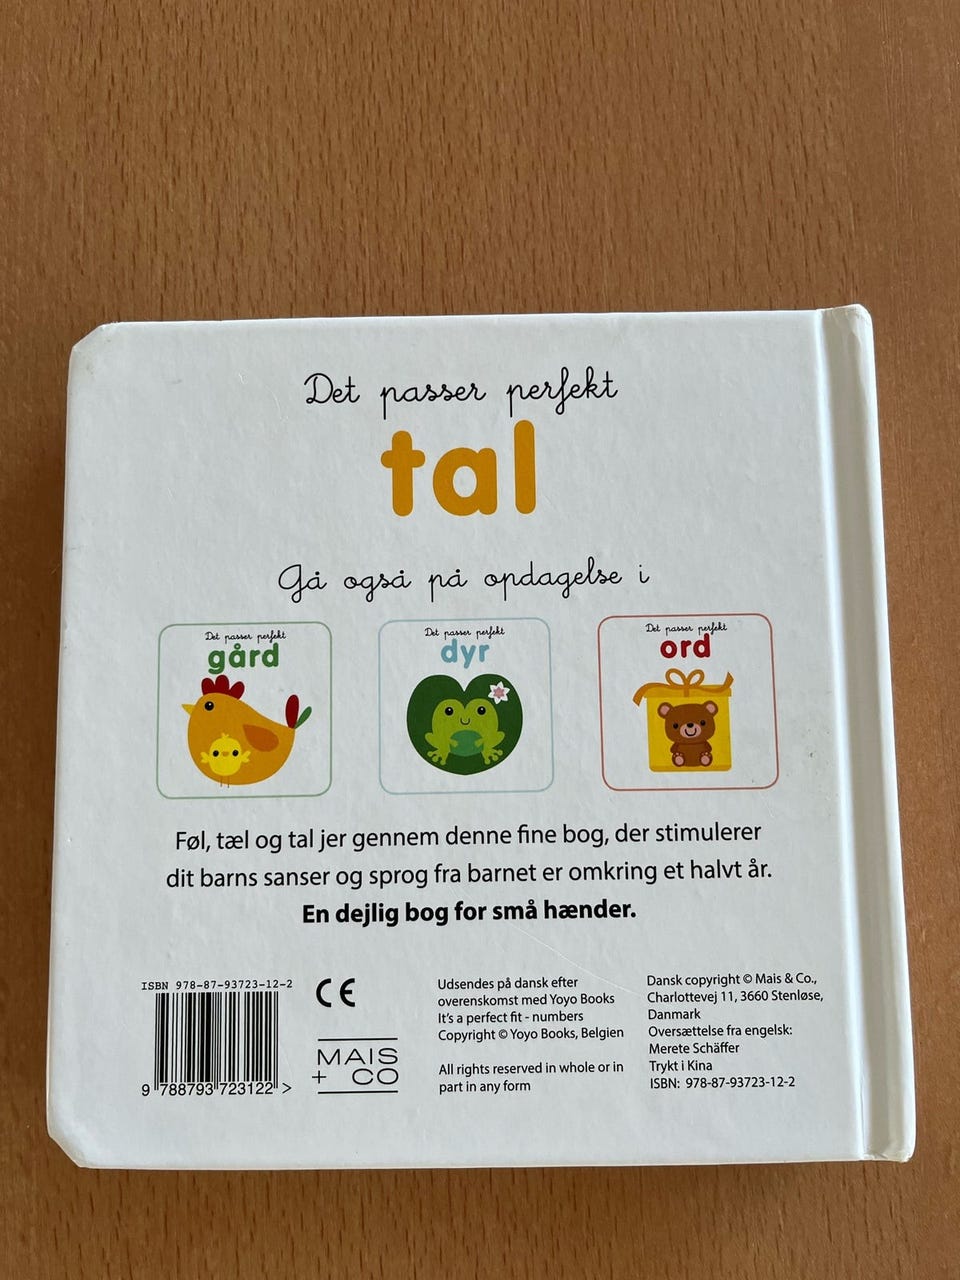 Det passer perfekt
tal
Gå også på opdagelse i
Det passer perfekt
gård
Det passer perfekt
dyr
Det passer perfekt
ord
Føl, tæl og tal jer gennem denne fine bog, der stimulerer
dit barns sanser og sprog fra barnet er omkring et halvt år.
En dejlig bog for små hænder.
ISBN 978-87-93723-12-2
9 788793 723122 >
CE
MAIS
+ CO
Udsendes på dansk efter
overenskomst med Yoyo Books
It's a perfect fit - numbers
Copyright © Yoyo Books, Belgien
All rights reserved in whole or in
part in any form
Dansk copyright © Mais & Co.,
Charlottevej 11, 3660 Stenløse,
Danmark
Oversættelse fra engelsk:
Merete Schäffer
Trykt i Kina
ISBN: 978-87-93723-12-2